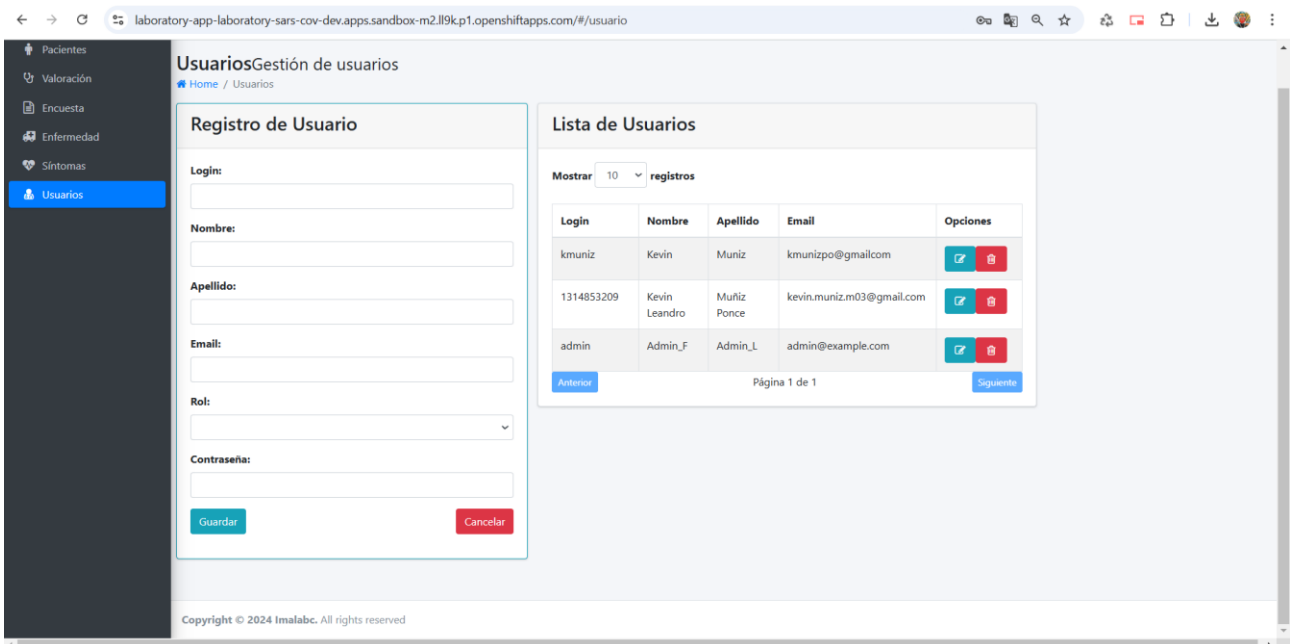 laboratory-app-laboratory-sars-cov-dev.apps.sandbox-m2.ll9k.p1.openshiftapps.com/#/usuario
Pacientes
Valoración
Encuesta
Enfermedad
Síntomas
Usuarios
UsuariosGestión de usuarios
Home / Usuarios
Registro de Usuario
Login:
Nombre:
Apellido:
Email:
Rol:
Contraseña:
Guardar Cancelar
Lista de Usuarios
Mostrar 10 registros
Login Nombre Apellido Email Opciones
kmuniz Kevin Muniz kmunizpo@gmailcom
1314853209 Kevin Muñiz kevin.muniz.m03@gmail.com
Leandro Ponce
admin Admin_F Admin_L admin@example.com
Anterior Página 1 de 1 Siguiente
Copyright © 2024 Imalabc. All rights reserved